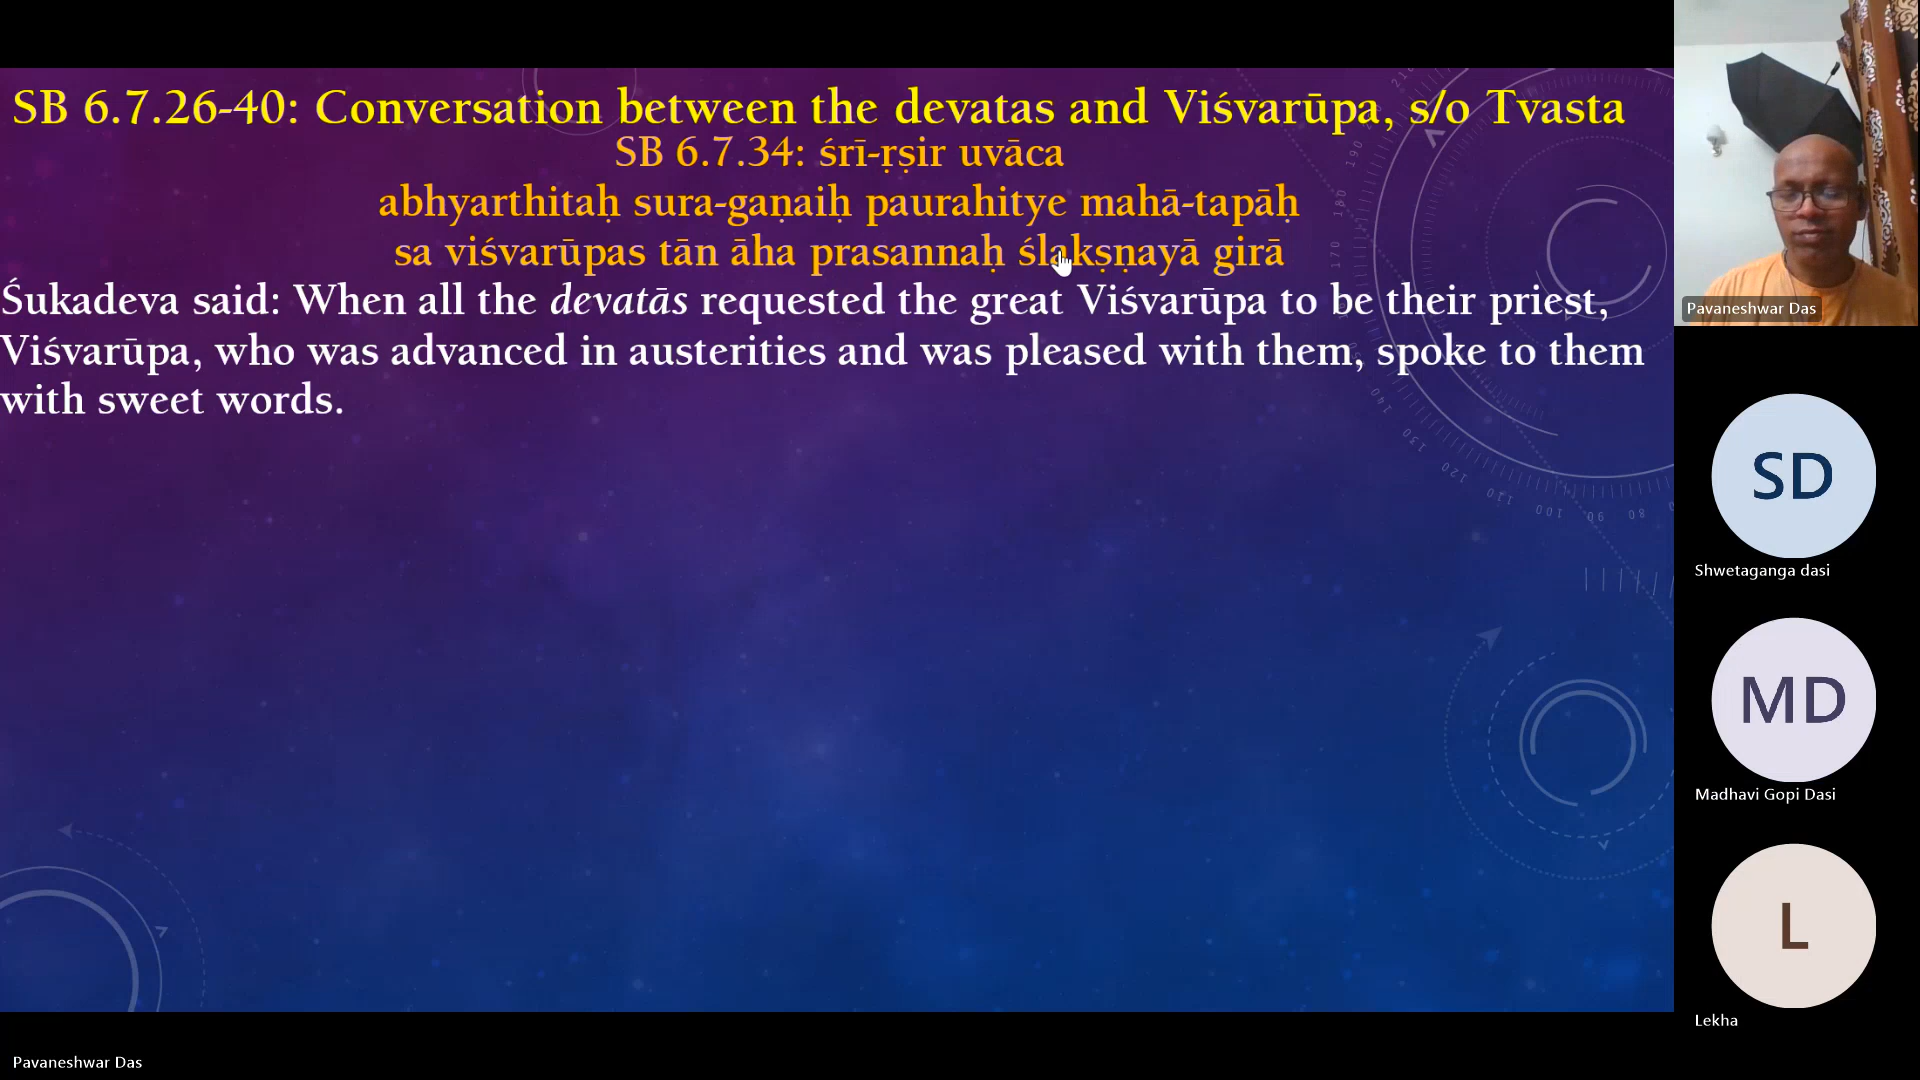 SB 6.7.26-40: Conversation between the devatas and Viśvarūpa, s/o Tvasta
SB 6.7.34: śrī-ṛṣir uvāca
abhyarthitaḥ sura-gaṇaiḥ paurahitye mahā-tapāḥ
sa viśvarūpas tān āha prasannaḥ ślakṣṇayā girā
Śukadeva said: When all the devatās requested the great Viśvarūpa to be their priest,
Viśvarūpa, who was advanced in austerities and was pleased with them, spoke to them
with sweet words.
Pavaneshwar Das
SD
Shwetaganga dasi
MD
Madhavi Gopi Dasi
L
Lekha
Pavaneshwar Das